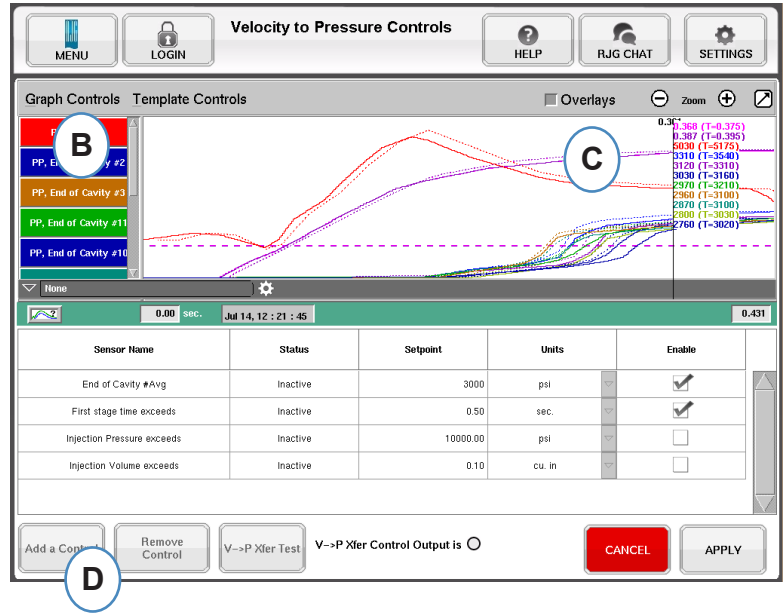 Velocity to Pressure Controls
MENU
LOGIN
HELP
RJG CHAT
SETTINGS
Graph Controls Template Controls
Overlays
Zoom
B
PP, End of Cavity #3
PP, End of Cavity #11
PP, End of Cavity #10
C
0.368 (T=0.375)
0.387 (T=0.395)
5030 (T=5175)
3310 (T=3540)
3120 (T=3310)
3030 (T=3160)
2970 (T=3210)
2960 (T=3100)
2870 (T=3100)
2800 (T=3030)
2760 (T=3020)
None
0.00 sec. Jul 14, 12 : 21 : 45 0.431
Sensor Name Status Setpoint Units Enable
End of Cavity #Avg Inactive 3000 psi
First stage time exceeds Inactive 0.50 sec.
Injection Pressure exceeds Inactive 10000.00 psi
Injection Volume exceeds Inactive 0.10 cu. in
Add a
Remove
Control
V->P Xfer Test
V->P Xfer Control Output is
CANCEL
APPLY
D